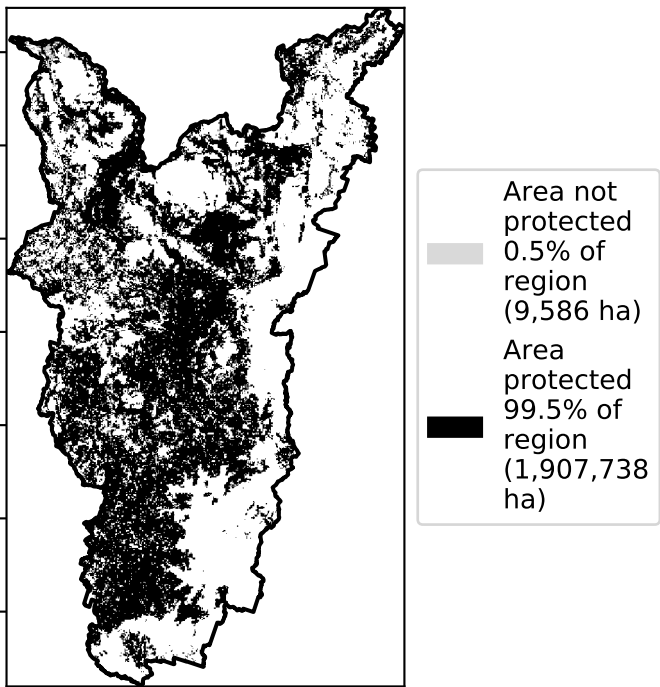 Area not
protected
0.5% of
region
(9,586 ha)
Area
protected
99.5% of
region
(1,907,738
ha)